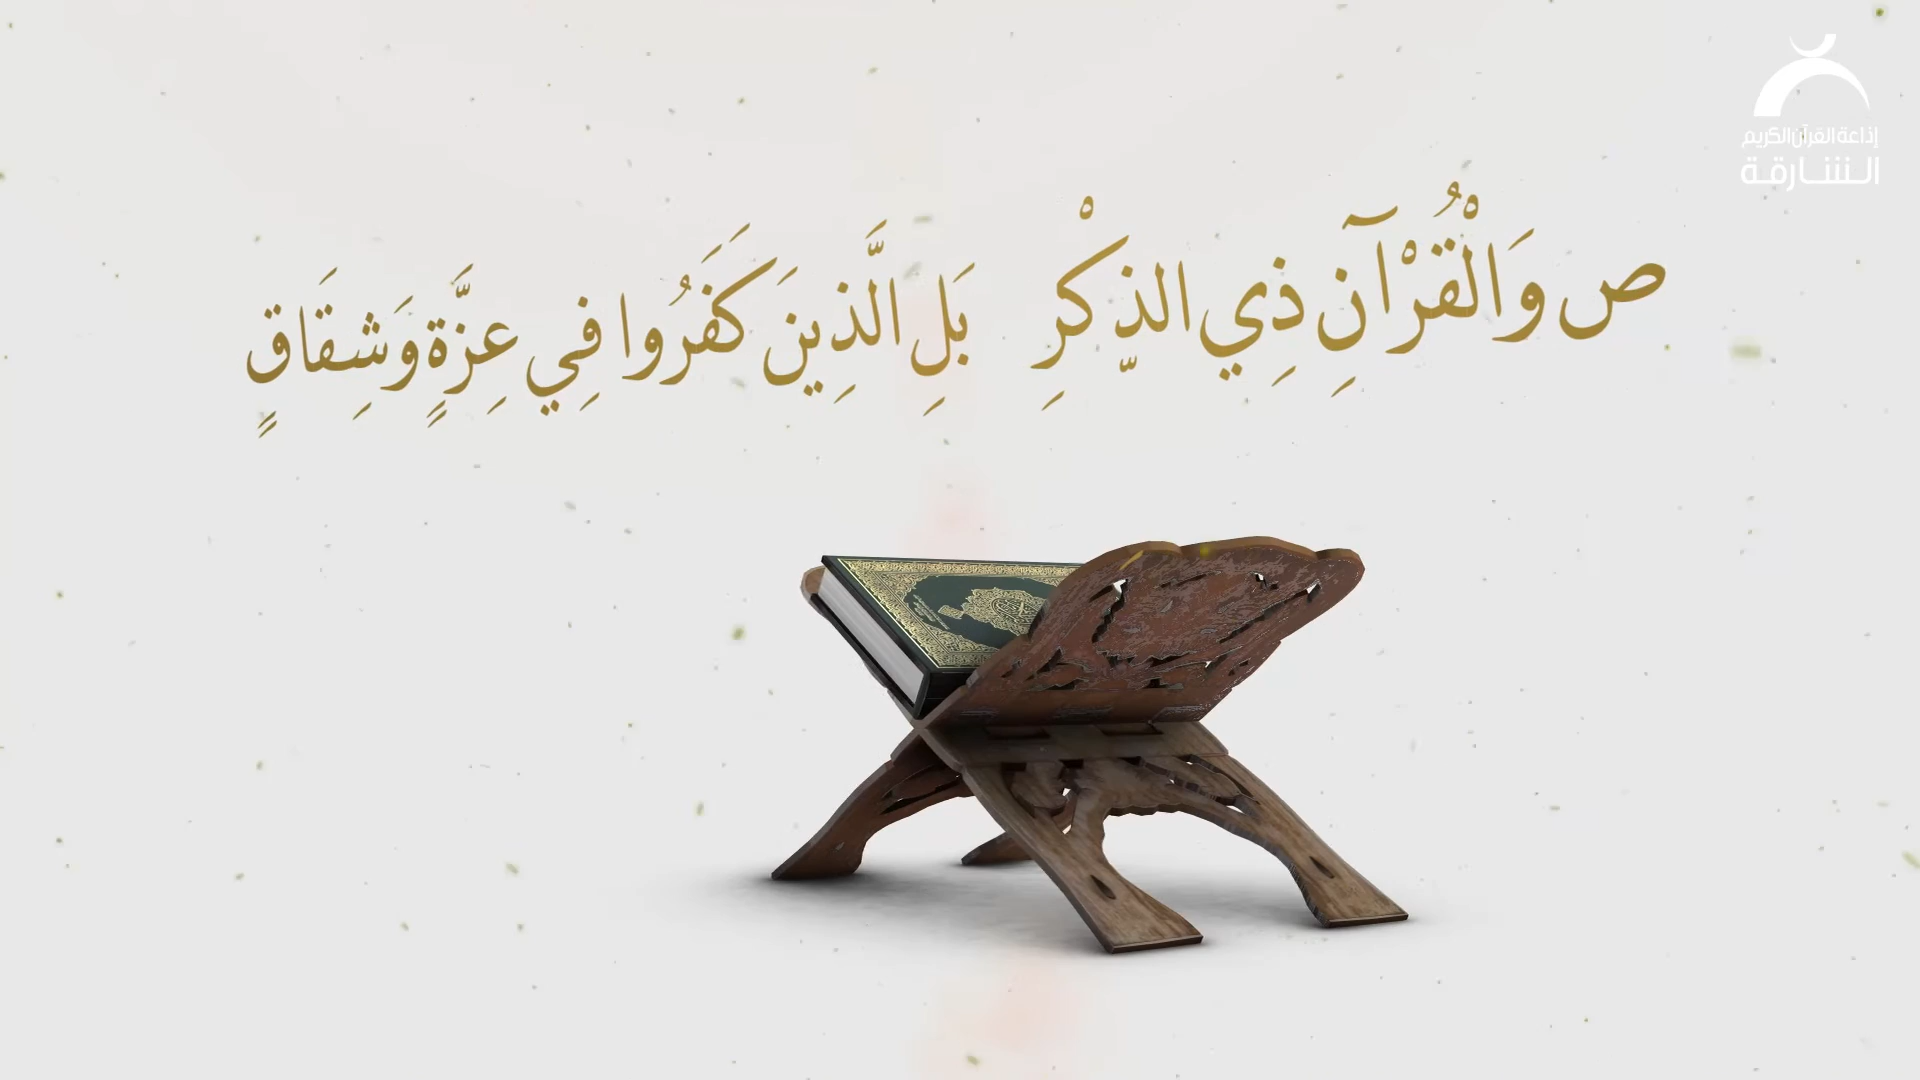 إذاعة القرآن الكريم
الشارقة
ص وَالْقُرْآنِ ذِي الذِّكْرِ بَلِ الَّذِينَ كَفَرُوا فِي عِزَّةٍ وَشِقَاقٍ